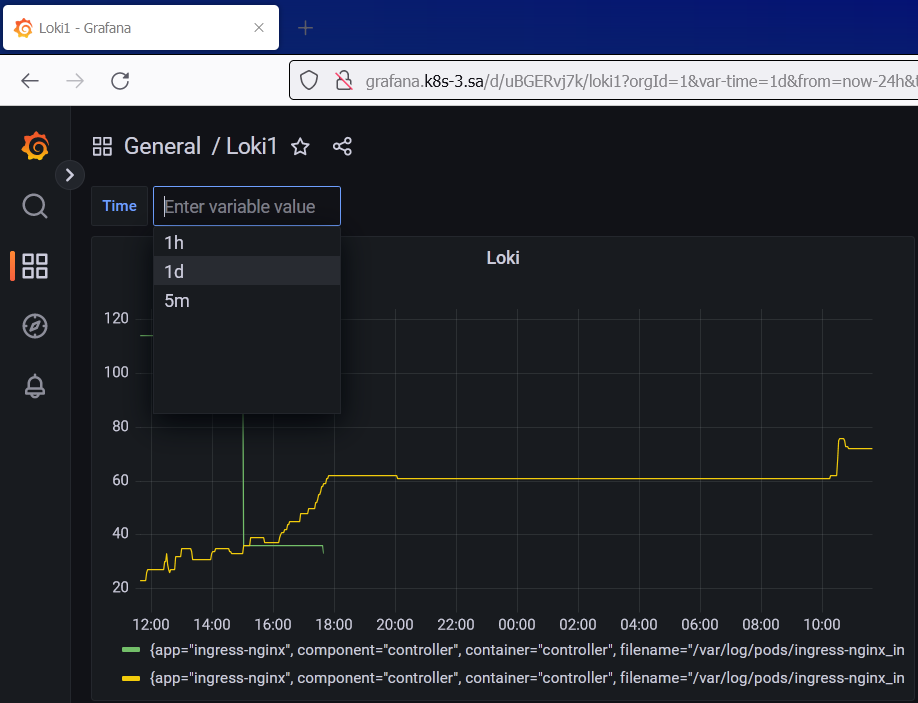 Loki1 - Grafana
grafana.k8s-3.sa/d/uBGERvj7k/loki1?orgId=1&var-time=1d&from=now-24h&
General / Loki1
Time
Enter variable value
1h
1d
5m
Loki
120
100
80
60
40
20
12:00 14:00 16:00 18:00 20:00 22:00 00:00 02:00 04:00 06:00 08:00 10:00
{app="ingress-nginx", component="controller", container="controller", filename="/var/log/pods/ingress-nginx_in
{app="ingress-nginx", component="controller", container="controller", filename="/var/log/pods/ingress-nginx_in